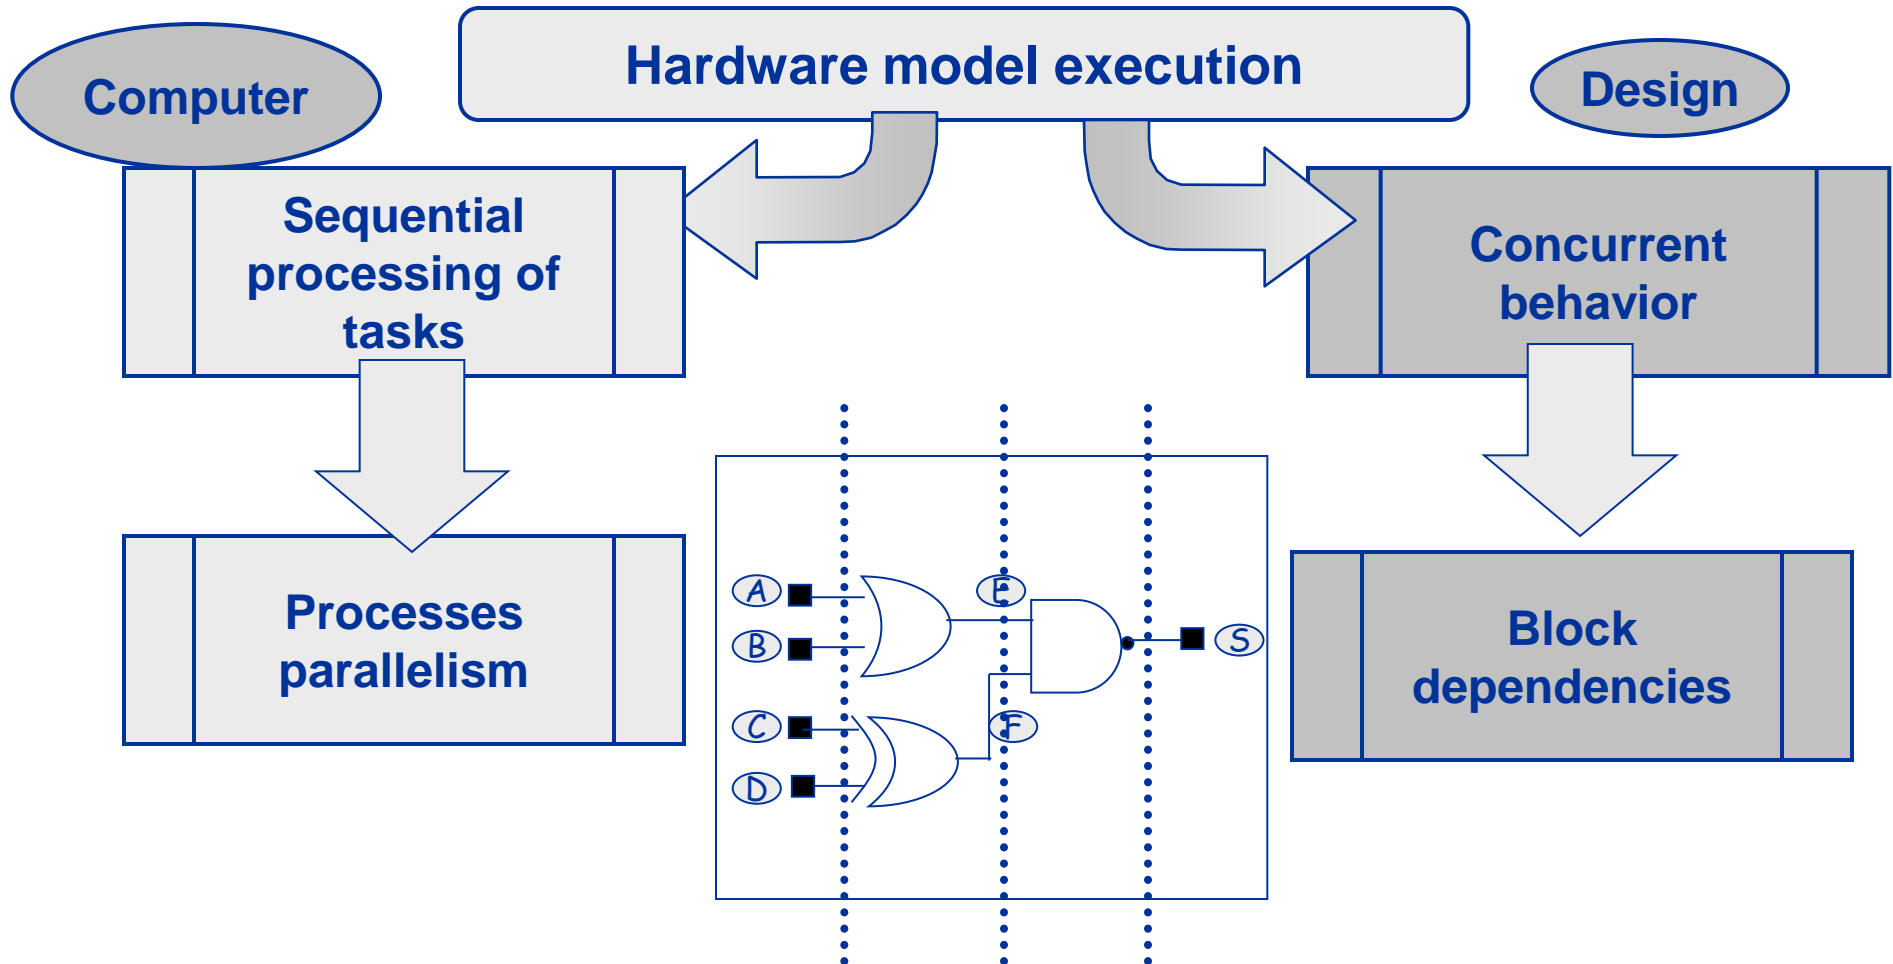 Hardware model execution
Computer
Design
Sequential
processing of
tasks
Concurrent
behavior
Processes
parallelism
A
B
C
D
E
F
S
Block
dependencies